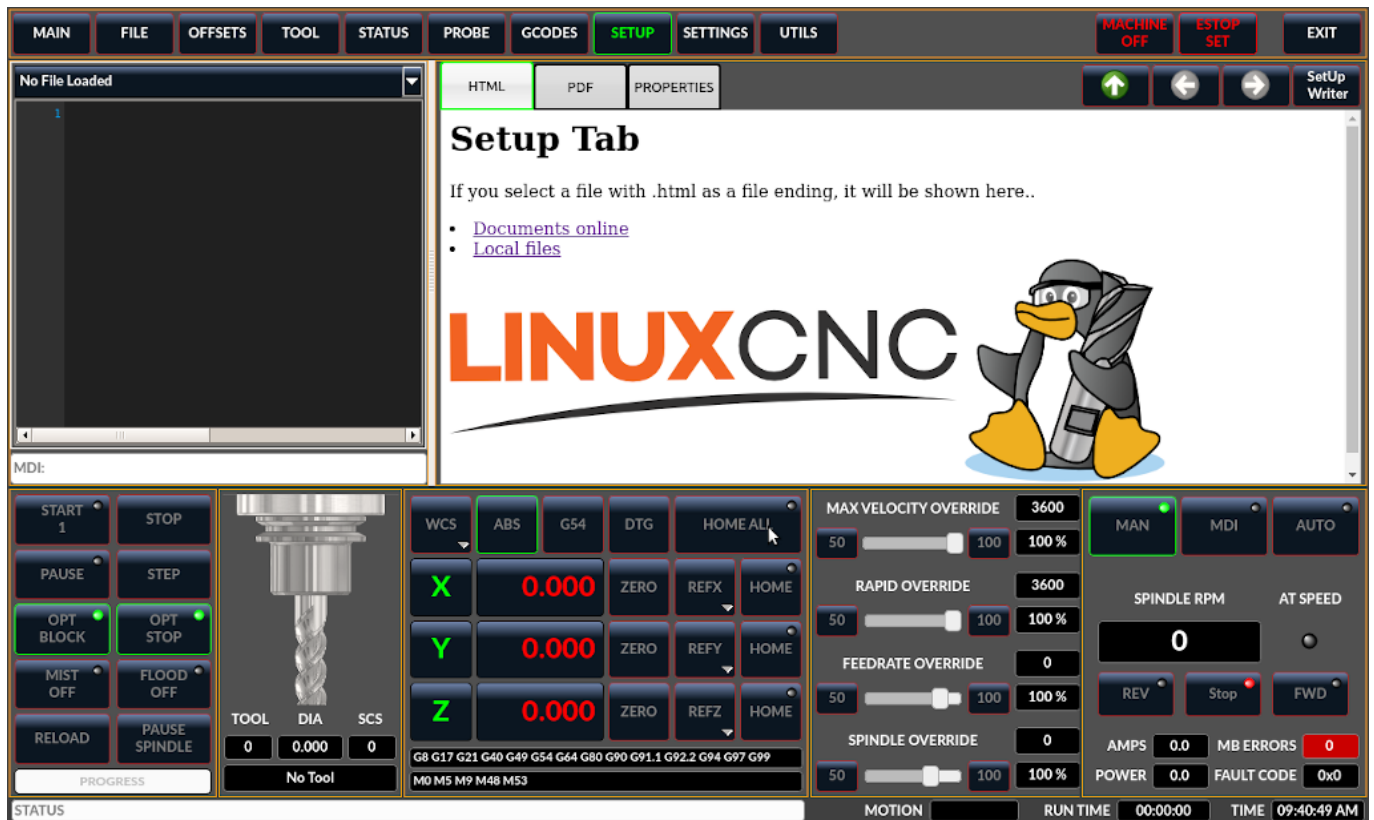 MAIN FILE OFFSETS TOOL STATUS PROBE GCODES SETUP SETTINGS UTILS MACHINE OFF ESTOP SET EXIT
No File Loaded
1
MDI:
HTML PDF PROPERTIES SetUp Writer
Setup Tab
If you select a file with .html as a file ending, it will be shown here..
• Documents online
• Local files
LINUXCNC
START 1 STOP
PAUSE STEP
OPT BLOCK OPT STOP
MIST OFF FLOOD OFF
RELOAD PAUSE SPINDLE
PROGRESS
TOOL DIA SCS
0 0.000 0
No Tool
WCS ABS G54 DTG HOME ALL
X 0.000 ZERO REFX HOME
Y 0.000 ZERO REFY HOME
Z 0.000 ZERO REFZ HOME
G8 G17 G21 G40 G49 G54 G64 G80 G90 G91.1 G92.2 G94 G97 G99
M0 M5 M9 M48 M53
MAX VELOCITY OVERRIDE 3600
50 100 100 %
RAPID OVERRIDE 3600
50 100 100 %
FEEDRATE OVERRIDE 0
50 100 100 %
SPINDLE OVERRIDE 0
50 100 100 %
MAN MDI AUTO
SPINDLE RPM AT SPEED
0
REV Stop FWD
AMPS 0.0 MB ERRORS 0
POWER 0.0 FAULT CODE 0x0
STATUS MOTION RUN TIME 00:00:00 TIME 09:40:49 AM